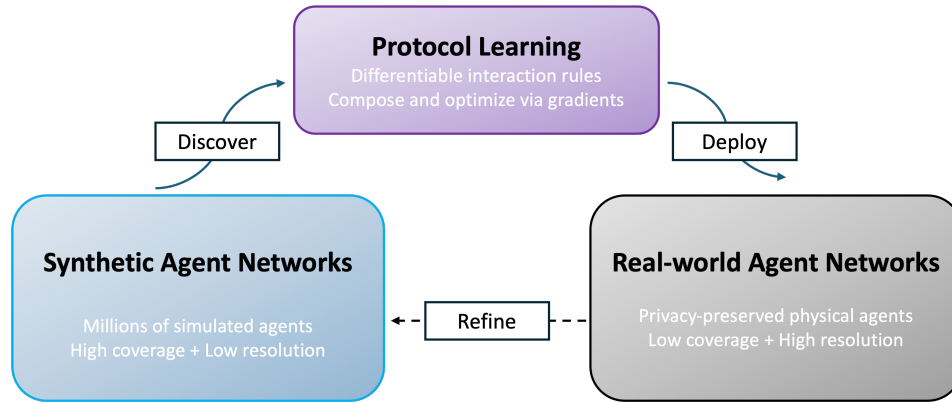 Protocol Learning
Differentiable interaction rules
Compose and optimize via gradients
Discover
Deploy
Synthetic Agent Networks
Millions of simulated agents
High coverage + Low resolution
Refine
Real-world Agent Networks
Privacy-preserved physical agents
Low coverage + High resolution